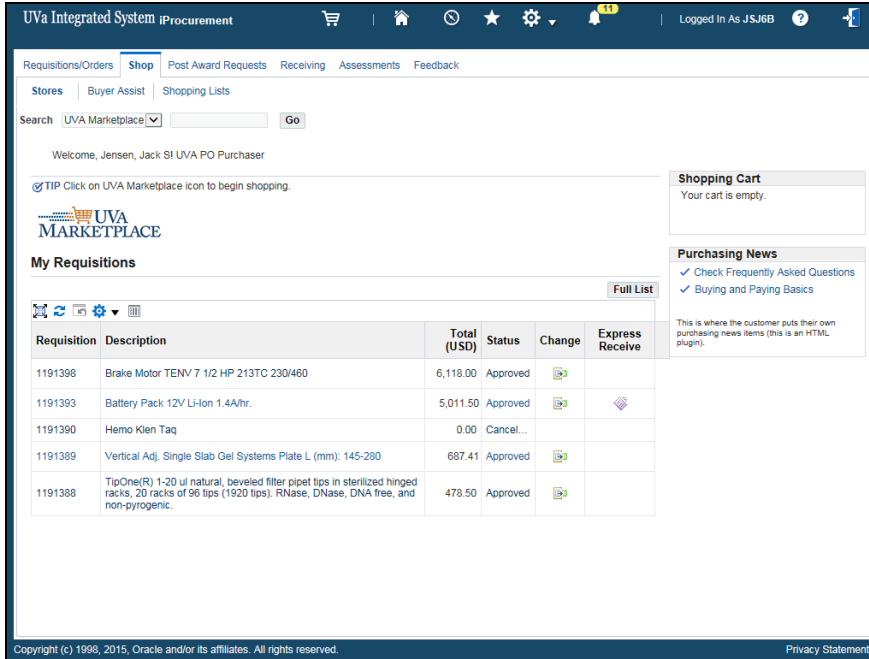 UVa Integrated System iProcurement
11
Logged In As JSJ6B
?
Requisitions/Orders Shop Post Award Requests Receiving Assessments Feedback
Stores Buyer Assist Shopping Lists
Search UVA Marketplace Go
Welcome, Jensen, Jack S! UVA PO Purchaser
TIP Click on UVA Marketplace icon to begin shopping.
UVA
MARKETPLACE
Shopping Cart
Your cart is empty.
My Requisitions
Full List
Purchasing News
Check Frequently Asked Questions
Buying and Paying Basics
This is where the customer puts their own
purchasing news items (this is an HTML
plugin).
Requisition Description Total (USD) Status Change Express Receive
1191398 Brake Motor TENV 7 1/2 HP 213TC 230/460 6,118.00 Approved
1191393 Battery Pack 12V Li-Ion 1.4A/hr. 5,011.50 Approved
1191390 Hemo Klen Taq 0.00 Cancel...
1191389 Vertical Adj. Single Slab Gel Systems Plate L (mm): 145-280 687.41 Approved
TipOne(R) 1-20 ul natural, beveled filter pipet tips in sterilized hinged
1191388 racks, 20 racks of 96 tips (1920 tips). RNase, DNase, DNA free, and 478.50 Approved
non-pyrogenic.
Copyright (c) 1998, 2015, Oracle and/or its affiliates. All rights reserved. Privacy Statement